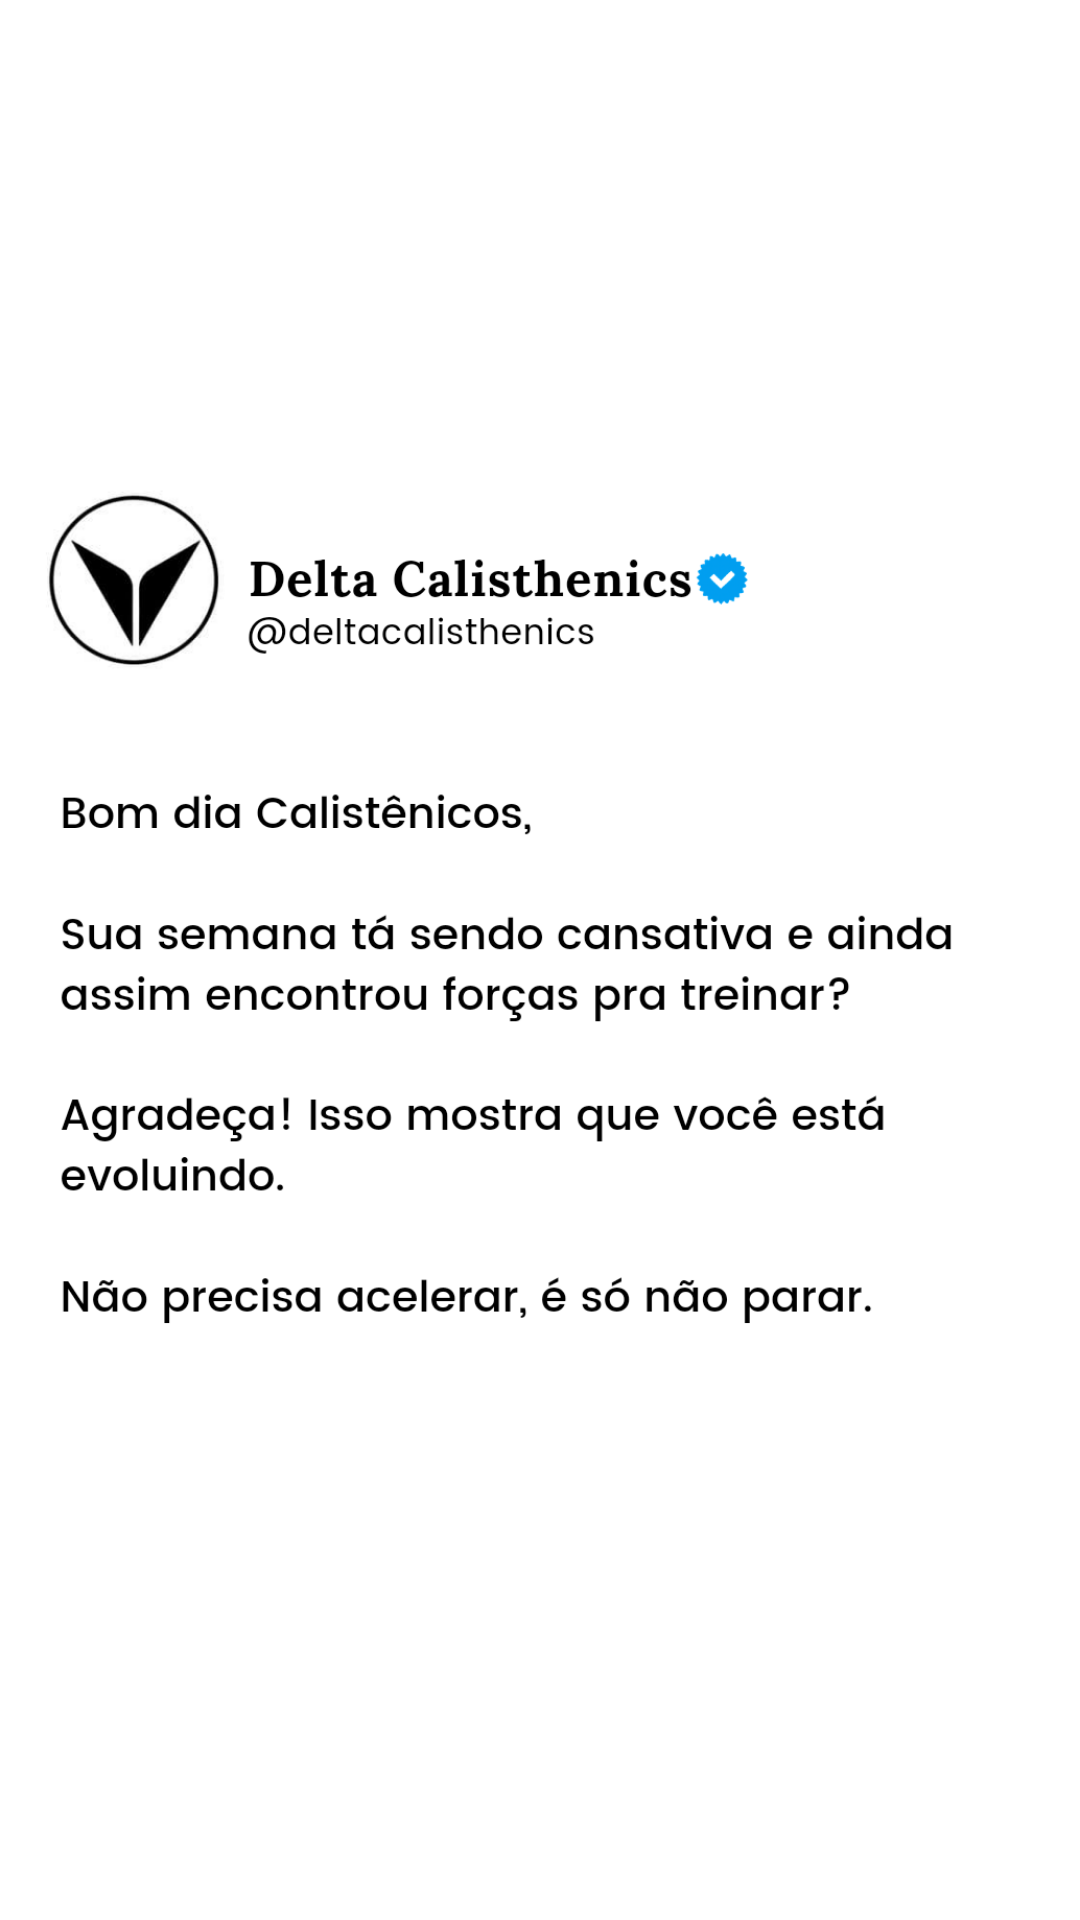 Delta Calisthenics
@deltacalisthenics
Bom dia Calistênicos,
Sua semana tá sendo cansativa e ainda
assim encontrou forças pra treinar?
Agradeça! Isso mostra que você está
evoluindo.
Não precisa acelerar, é só não parar.